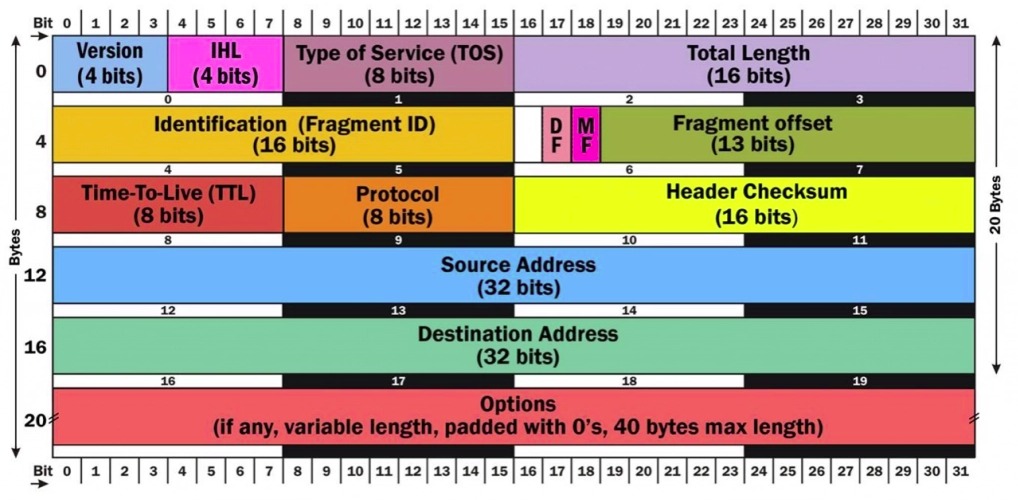 Bit 0 1 2 3 4 5 6 7 8 9 10 11 12 13 14 15 16 17 18 19 20 21 22 23 24 25 26 27 28 29 30 31
0
Version
(4 bits)
IHL
(4 bits)
Type of Service (TOS)
(8 bits)
Total Length
(16 bits)
0 1 2 3
4
Identification (Fragment ID)
(16 bits)
D
F
M
F
Fragment offset
(13 bits)
4 5 6 7
8
Time-To-Live (TTL)
(8 bits)
Protocol
(8 bits)
Header Checksum
(16 bits)
8 9 10 11
12
Source Address
(32 bits)
12 13 14 15
16
Destination Address
(32 bits)
16 17 18 19
20
Options
(if any, variable length, padded with 0's, 40 bytes max length)
Bit 0 1 2 3 4 5 6 7 8 9 10 11 12 13 14 15 16 17 18 19 20 21 22 23 24 25 26 27 28 29 30 31
Bytes
20 Bytes